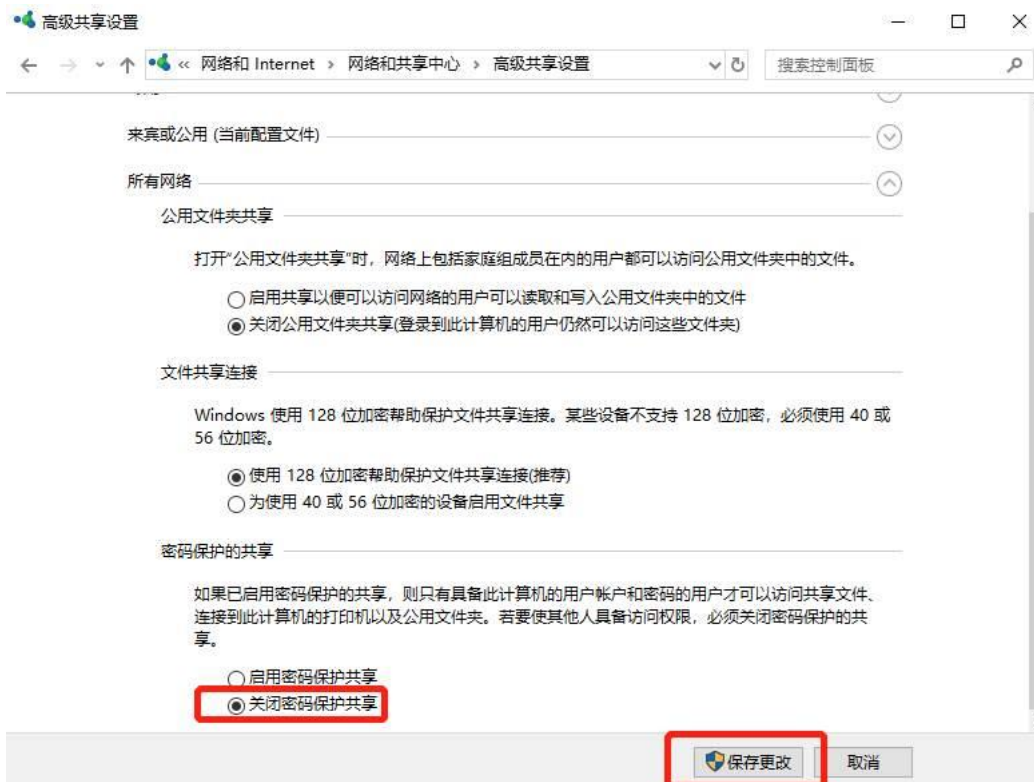 高级共享设置
« 网络和 Internet › 网络和共享中心 › 高级共享设置
搜索控制面板
来宾或公用 (当前配置文件)
所有网络
公用文件夹共享
打开“公用文件夹共享”时，网络上包括家庭组成员在内的用户都可以访问公用文件夹中的文件。
启用共享以便可以访问网络的用户可以读取和写入公用文件夹中的文件
关闭公用文件夹共享(登录到此计算机的用户仍然可以访问这些文件夹)
文件共享连接
Windows 使用 128 位加密帮助保护文件共享连接。某些设备不支持 128 位加密，必须使用 40 或
56 位加密。
使用 128 位加密帮助保护文件共享连接(推荐)
为使用 40 或 56 位加密的设备启用文件共享
密码保护的共享
如果已启用密码保护的共享，则只有具备此计算机的用户帐户和密码的用户才可以访问共享文件、
连接到此计算机的打印机以及公用文件夹。若要使其他人具备访问权限，必须关闭密码保护的共
享。
启用密码保护共享
关闭密码保护共享
保存更改
取消